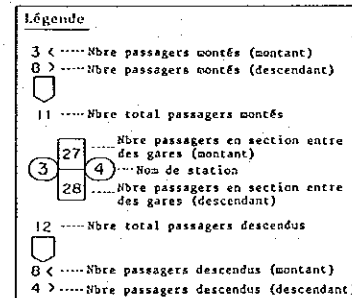 Légende
3 < ----- Nbre passagers montés (montant)
8 > ----- Nbre passagers montés (descendant)
11 ----- Nbre total passagers montés
Nbre passagers en section entre
des gares (montant)
27
3 4 ---- Nom de station
28
Nbre passagers en section entre
des gares (descendant)
12 ----- Nbre total passagers descendus
8 < ----- Nbre passagers descendus (montant)
4 > ----- Nbre passagers descendus (descendant)